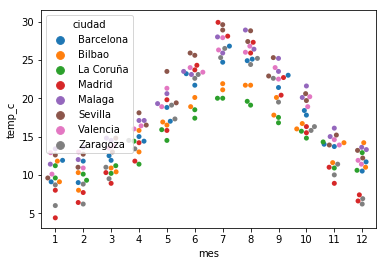 30
25
20
15
10
5
temp_c
ciudad
Barcelona
Bilbao
La Coruña
Madrid
Malaga
Sevilla
Valencia
Zaragoza
1 2 3 4 5 6 7 8 9 10 11 12
mes